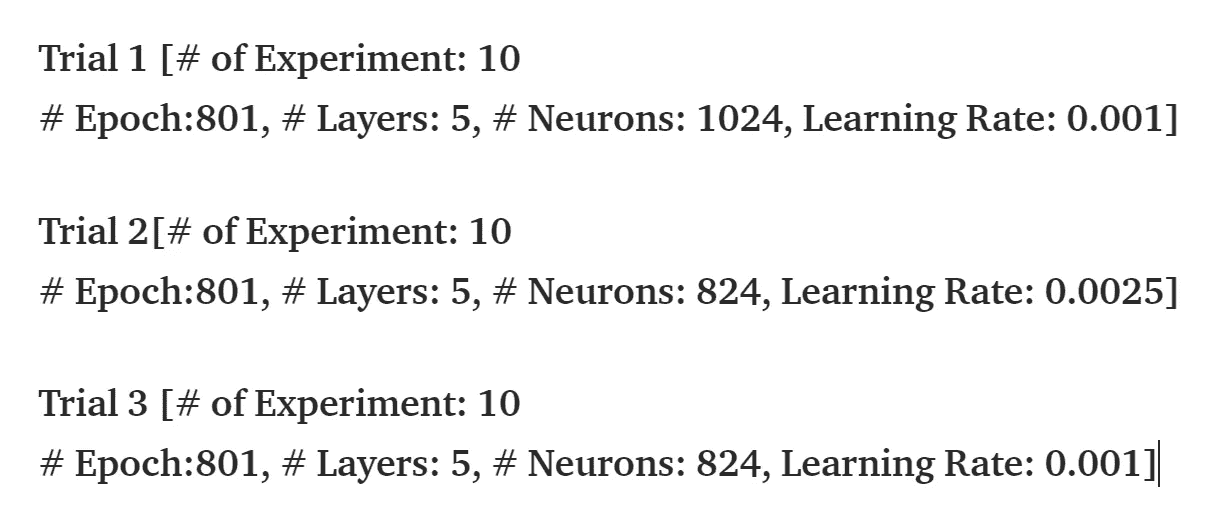 Trial 1 [# of Experiment: 10
# Epoch:801, # Layers: 5, # Neurons: 1024, Learning Rate: 0.001]
Trial 2[# of Experiment: 10
# Epoch:801, # Layers: 5, # Neurons: 824, Learning Rate: 0.0025]
Trial 3 [# of Experiment: 10
# Epoch:801, # Layers: 5, # Neurons: 824, Learning Rate: 0.001]